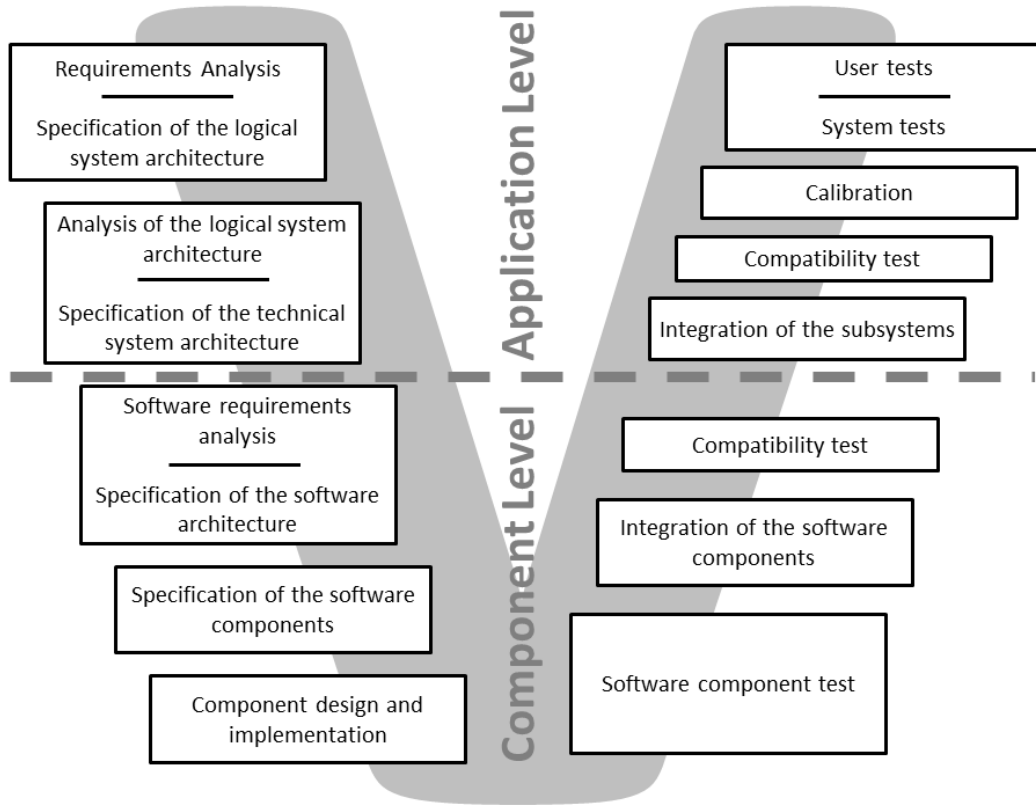 Requirements Analysis
Specification of the logical
system architecture
Analysis of the logical system
architecture
Specification of the technical
system architecture
Software requirements
analysis
Specification of the software
architecture
Specification of the software
components
Component design and
implementation
Application Level
Component Level
User tests
System tests
Calibration
Compatibility test
Integration of the subsystems
Compatibility test
Integration of the software
components
Software component test